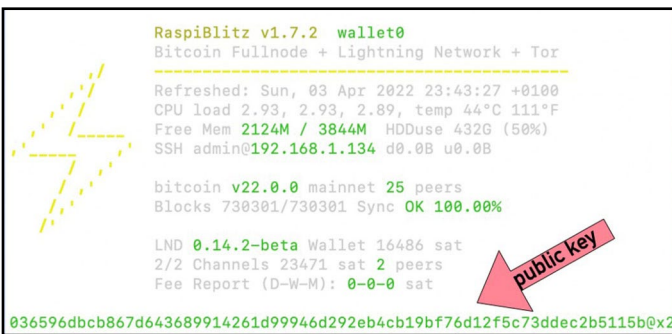 RaspiBlitz v1.7.2 wallet0
Bitcoin Fullnode + Lightning Network + Tor
Refreshed: Sun, 03 Apr 2022 23:43:27 +0100
CPU load 2.93, 2.93, 2.89, temp 44°C 111°F
Free Mem 2124M / 3844M HDDuse 432G (50%)
SSH admin@192.168.1.134 d0.0B u0.0B
bitcoin v22.0.0 mainnet 25 peers
Blocks 730301/730301 Sync OK 100.00%
LND 0.14.2-beta Wallet 16486 sat
2/2 Channels 23471 sat 2 peers
Fee Report (D-W-M): 0-0-0 sat
public key
036596dbcb867d643689914261d99946d292eb4cb19bf76d12f5c73ddec2b5115b@x2